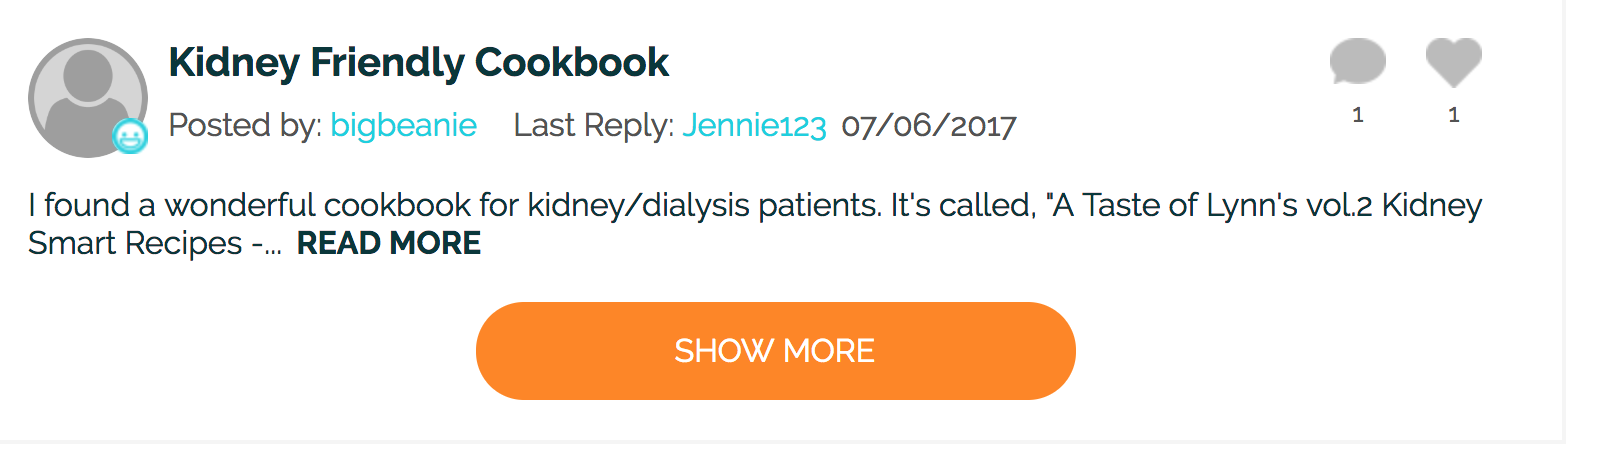 Kidney Friendly Cookbook
Posted by: bigbeanie Last Reply: Jennie123 07/06/2017
1 1
I found a wonderful cookbook for kidney/dialysis patients. It's called, "A Taste of Lynn's vol.2 Kidney
Smart Recipes -... READ MORE
SHOW MORE